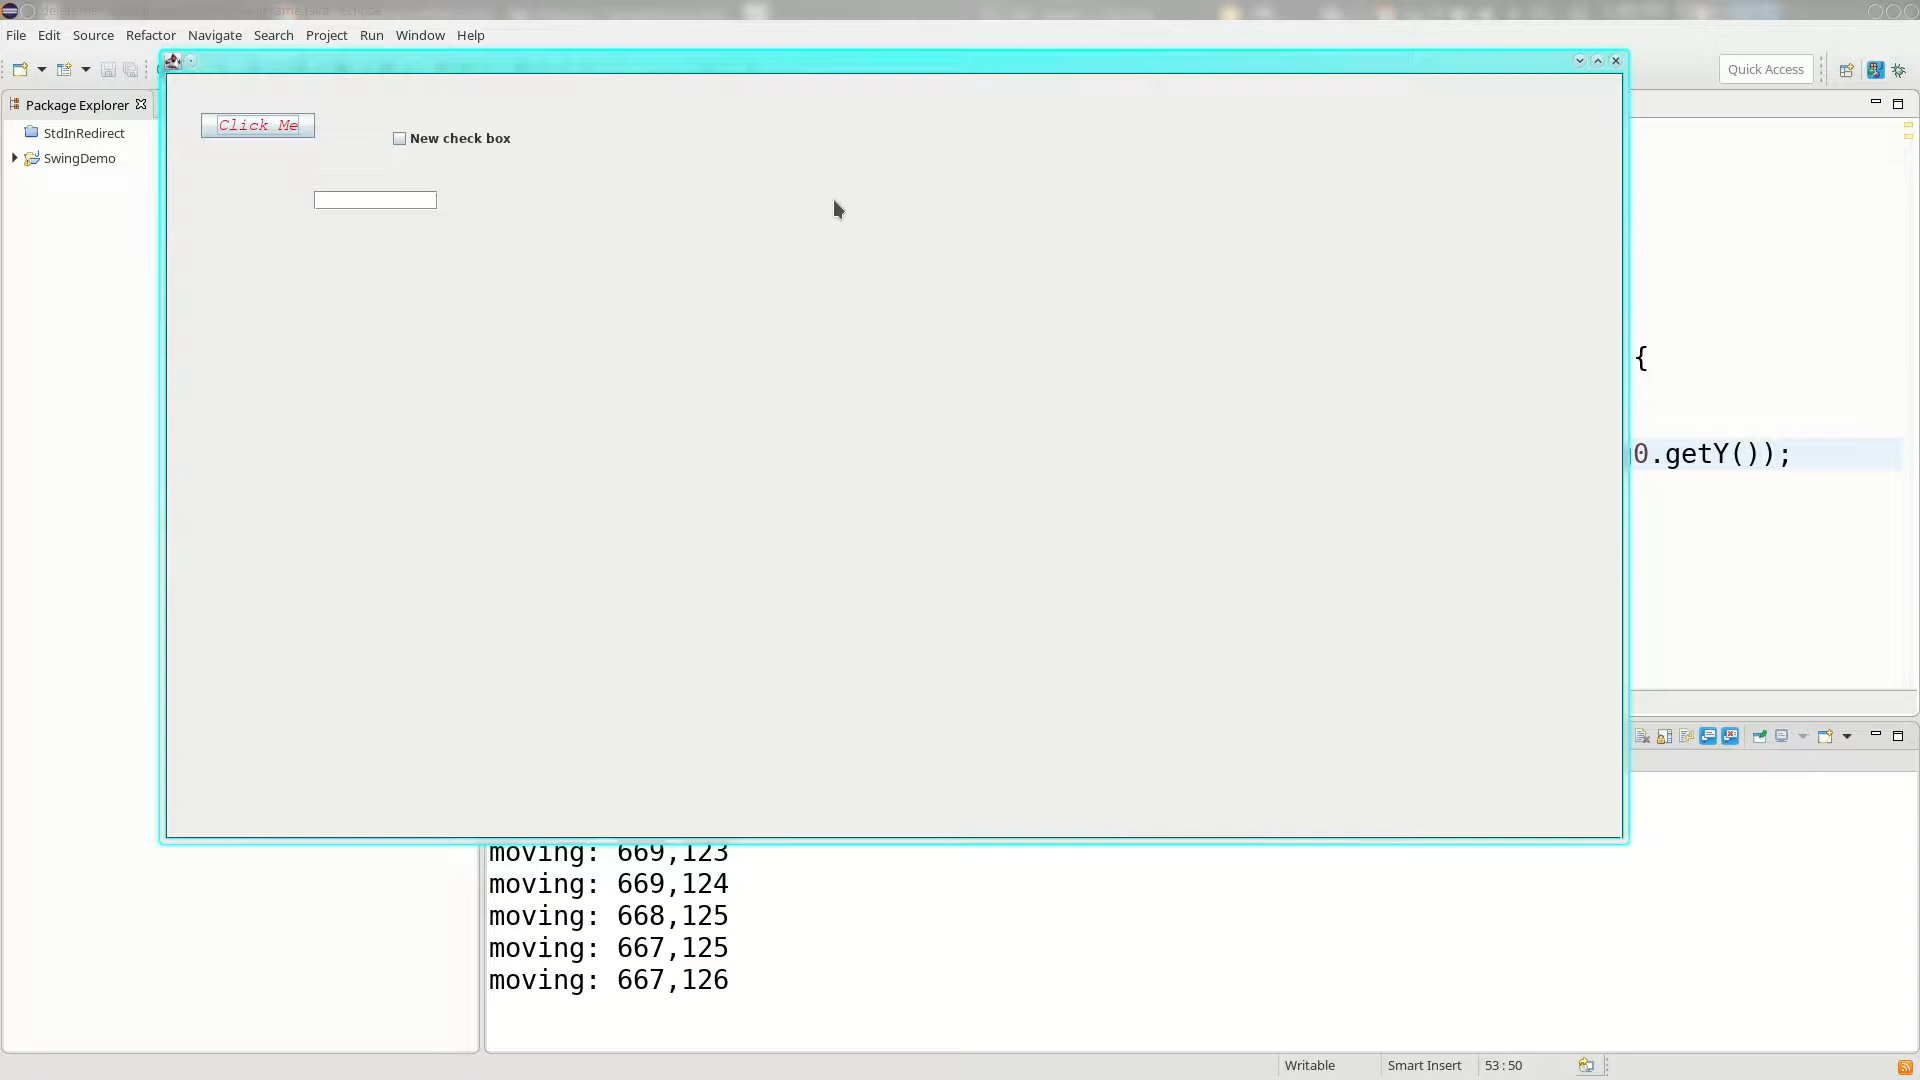 File Edit Source Refactor Navigate Search Project Run Window Help
Quick Access
Package Explorer
StdInRedirect
SwingDemo
Click Me
New check box
{
0.getY());
moving: 669,123
moving: 669,124
moving: 668,125
moving: 667,125
moving: 667,126
Writable
Smart Insert
53:50